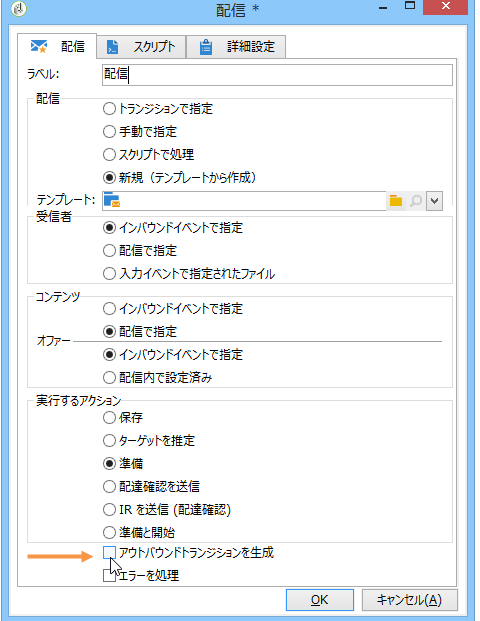 配信 *
配信 スクリプト 詳細設定
ラベル: 配信
配信
トランジションで指定
手動で指定
スクリプトで処理
新規（テンプレートから作成）
テンプレート:
受信者
インバウンドイベントで指定
配信で指定
入力イベントで指定されたファイル
コンテンツ
インバウンドイベントで指定
配信で指定
オファー
インバウンドイベントで指定
配信内で設定済み
実行するアクション
保存
ターゲットを推定
準備
配達確認を送信
IR を送信 (配達確認)
準備と開始
アウトバウンドトランジションを生成
エラーを処理
OK キャンセル(A)